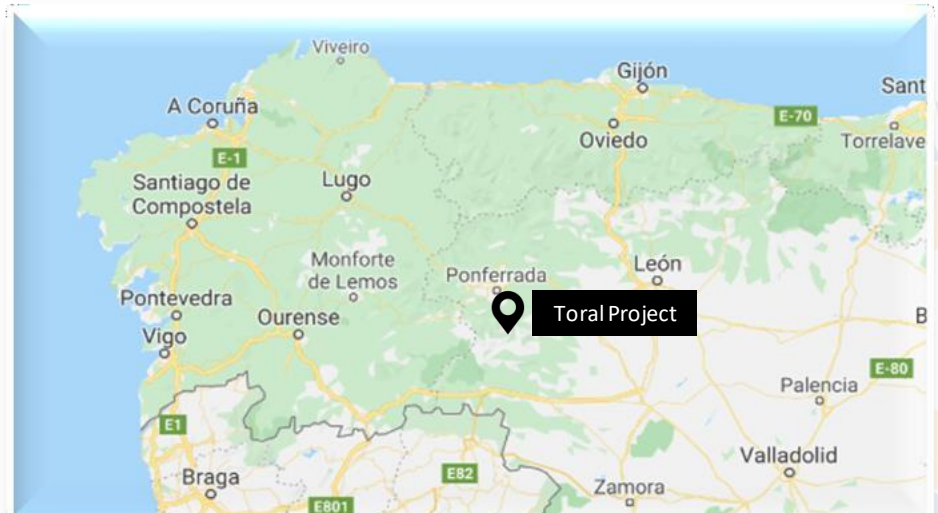 Viveiro
Gijón
A Coruña
Sant
E-70
Oviedo
Torrelave
E-1
Santiago de
Compostela
Lugo
Monforte
de Lemos
Ponferrada
León
Pontevedra
Toral Project
Ourense
B
Vigo
E-80
Palencia
E1
Valladolid
Braga
E82
Zamora
E801